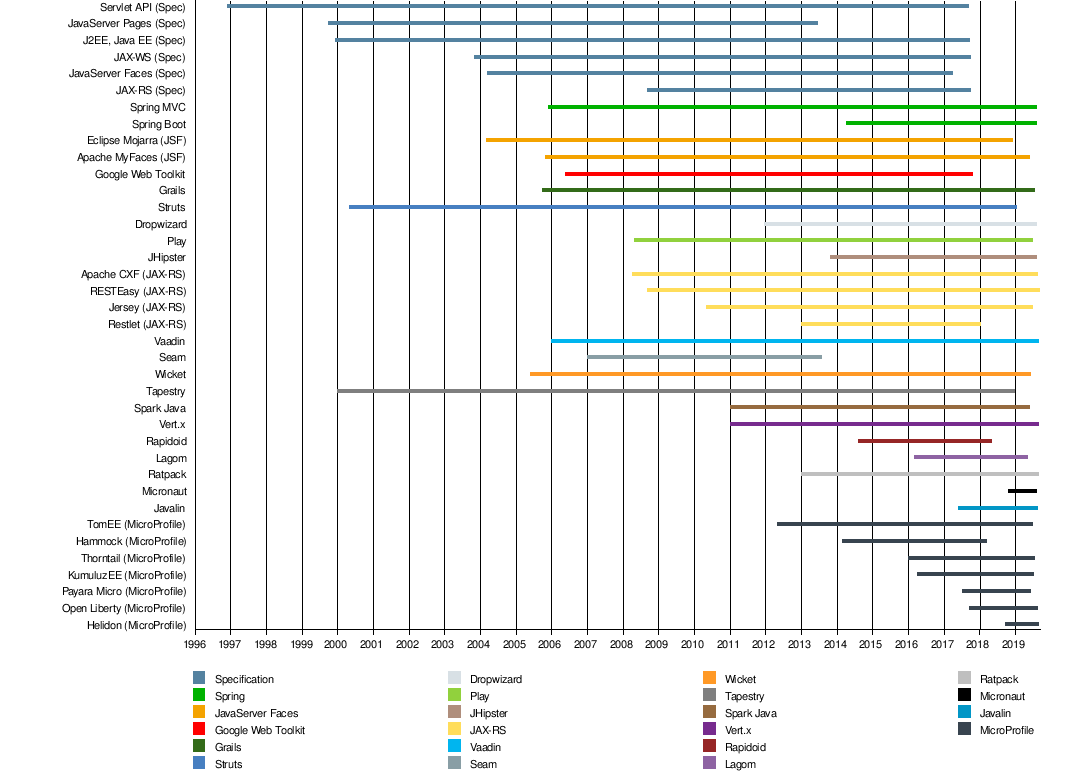 Servlet API (Spec)
JavaServer Pages (Spec)
J2EE, Java EE (Spec)
JAX-WS (Spec)
JavaServer Faces (Spec)
JAX-RS (Spec)
Spring MVC
Spring Boot
Eclipse Mojarra (JSF)
Apache MyFaces (JSF)
Google Web Toolkit
Grails
Struts
Dropwizard
Play
JHipster
Apache CXF (JAX-RS)
RESTEasy (JAX-RS)
Jersey (JAX-RS)
Restlet (JAX-RS)
Vaadin
Seam
Wicket
Tapestry
Spark Java
Vert.x
Rapidoid
Lagom
Ratpack
Micronaut
Javalin
TomEE (MicroProfile)
Hammock (MicroProfile)
Thorntail (MicroProfile)
KumuluzEE (MicroProfile)
Payara Micro (MicroProfile)
Open Liberty (MicroProfile)
Helidon (MicroProfile)
1996 1997 1998 1999 2000 2001 2002 2003 2004 2005 2006 2007 2008 2009 2010 2011 2012 2013 2014 2015 2016 2017 2018 2019
Specification
Spring
JavaServer Faces
Google Web Toolkit
Grails
Struts
Dropwizard
Play
JHipster
JAX-RS
Vaadin
Seam
Wicket
Tapestry
Spark Java
Vert.x
Rapidoid
Lagom
Ratpack
Micronaut
Javalin
MicroProfile